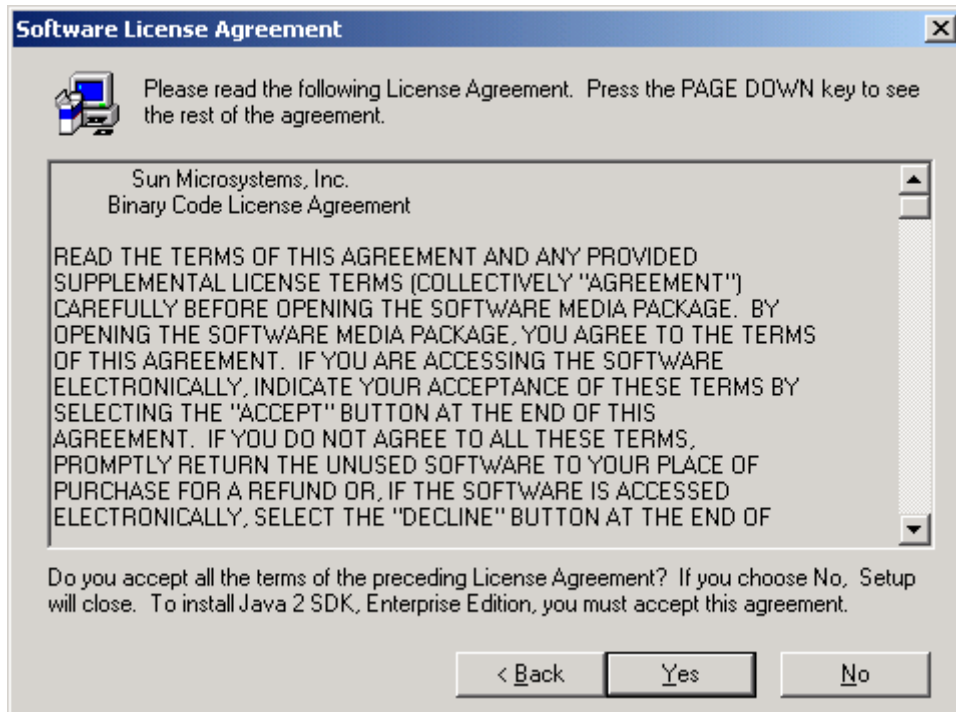 Software License Agreement
Please read the following License Agreement.  Press the PAGE DOWN key to see
the rest of the agreement.
Sun Microsystems, Inc.
Binary Code License Agreement
READ THE TERMS OF THIS AGREEMENT AND ANY PROVIDED
SUPPLEMENTAL LICENSE TERMS (COLLECTIVELY "AGREEMENT")
CAREFULLY BEFORE OPENING THE SOFTWARE MEDIA PACKAGE.  BY
OPENING THE SOFTWARE MEDIA PACKAGE, YOU AGREE TO THE TERMS
OF THIS AGREEMENT.  IF YOU ARE ACCESSING THE SOFTWARE
ELECTRONICALLY, INDICATE YOUR ACCEPTANCE OF THESE TERMS BY
SELECTING THE "ACCEPT" BUTTON AT THE END OF THIS
AGREEMENT.  IF YOU DO NOT AGREE TO ALL THESE TERMS,
PROMPTLY RETURN THE UNUSED SOFTWARE TO YOUR PLACE OF
PURCHASE FOR A REFUND OR, IF THE SOFTWARE IS ACCESSED
ELECTRONICALLY, SELECT THE "DECLINE" BUTTON AT THE END OF
Do you accept all the terms of the preceding License Agreement?  If you choose No,  Setup
will close.  To install Java 2 SDK, Enterprise Edition, you must accept this agreement.
< Back
Yes
No